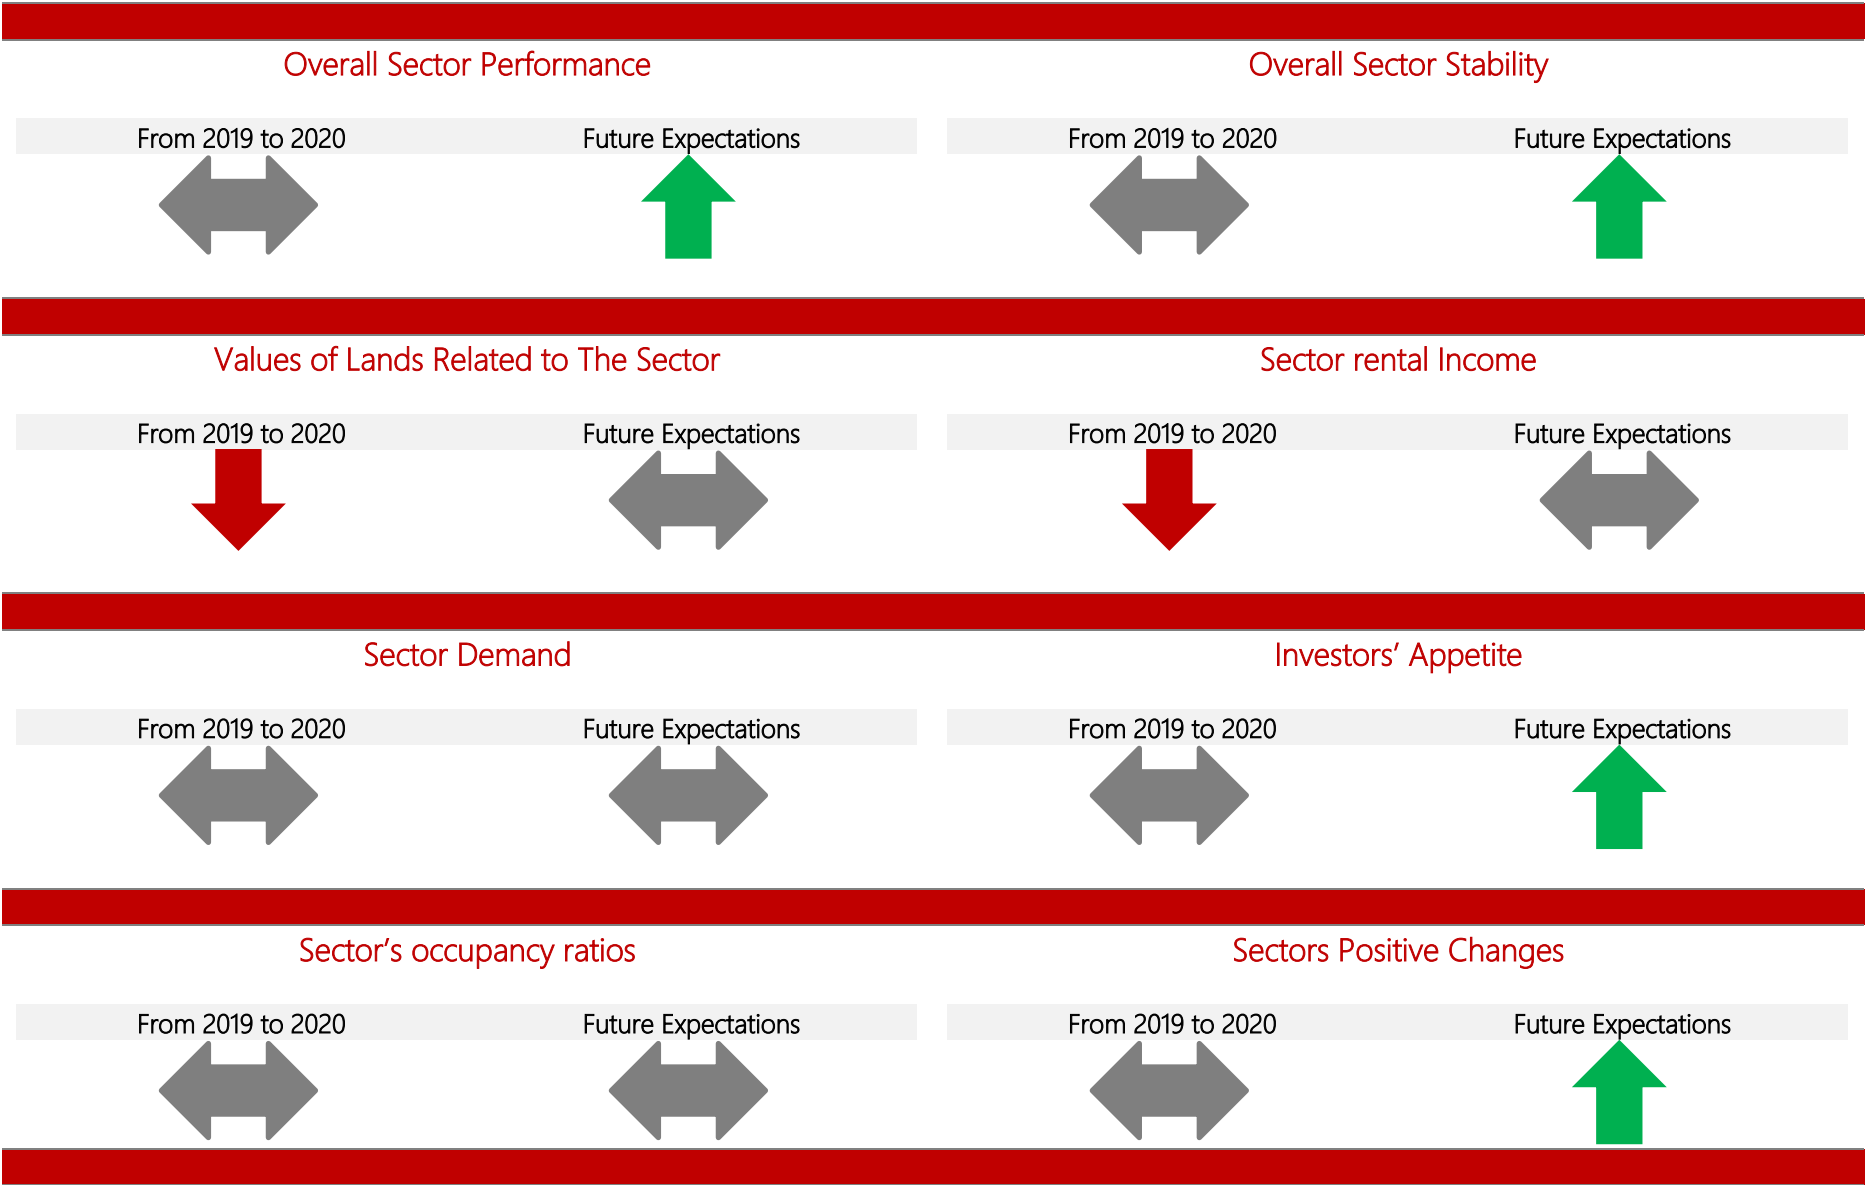 Overall Sector Performance
Overall Sector Stability
From 2019 to 2020
Future Expectations
From 2019 to 2020
Future Expectations
Values of Lands Related to The Sector
Sector rental Income
From 2019 to 2020
Future Expectations
From 2019 to 2020
Future Expectations
Sector Demand
Investors’ Appetite
From 2019 to 2020
Future Expectations
From 2019 to 2020
Future Expectations
Sector’s occupancy ratios
Sectors Positive Changes
From 2019 to 2020
Future Expectations
From 2019 to 2020
Future Expectations